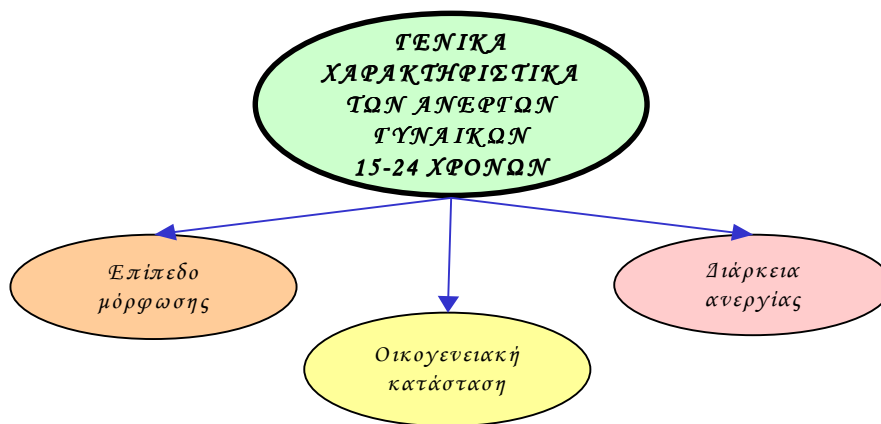 ΓΕΝΙΚΑ
ΧΑΡΑΚΤΗΡΙΣΤΙΚΑ
ΤΩΝ ΑΝΕΡΓΩΝ
ΓΥΝΑΙΚΩΝ
15-24 ΧΡΟΝΩΝ
Επίπεδο
μόρφωσης
Διάρκεια
ανεργίας
Οικογενειακή
κατάσταση